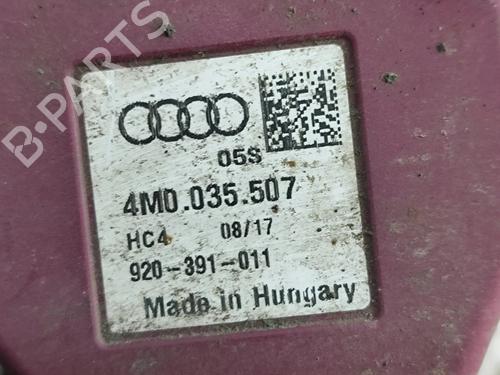 B-PARTS
05S
4M0.035.507
HC4 08/17
920-391-011
Made in Hungary